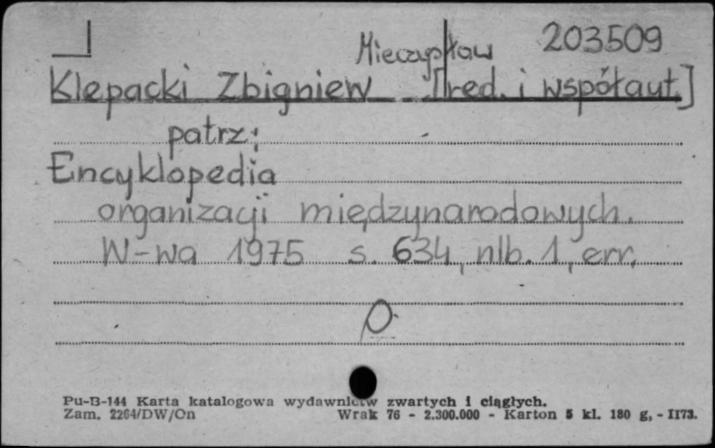 Mieczysław 203509
Klepacki Zbigniew [red. i współaut.]
patrz:
Encyklopedia
organizacji międzynarodowych.
W-wa 1975 s. 634, nlb. 1, err.
Pu-B-144 Karta katalogowa wydawnictw zwartych i ciągłych.
Zam. 2264/DW/On Wrak 76 - 2.300.000 - Karton 5 kl. 180 g, - II73.